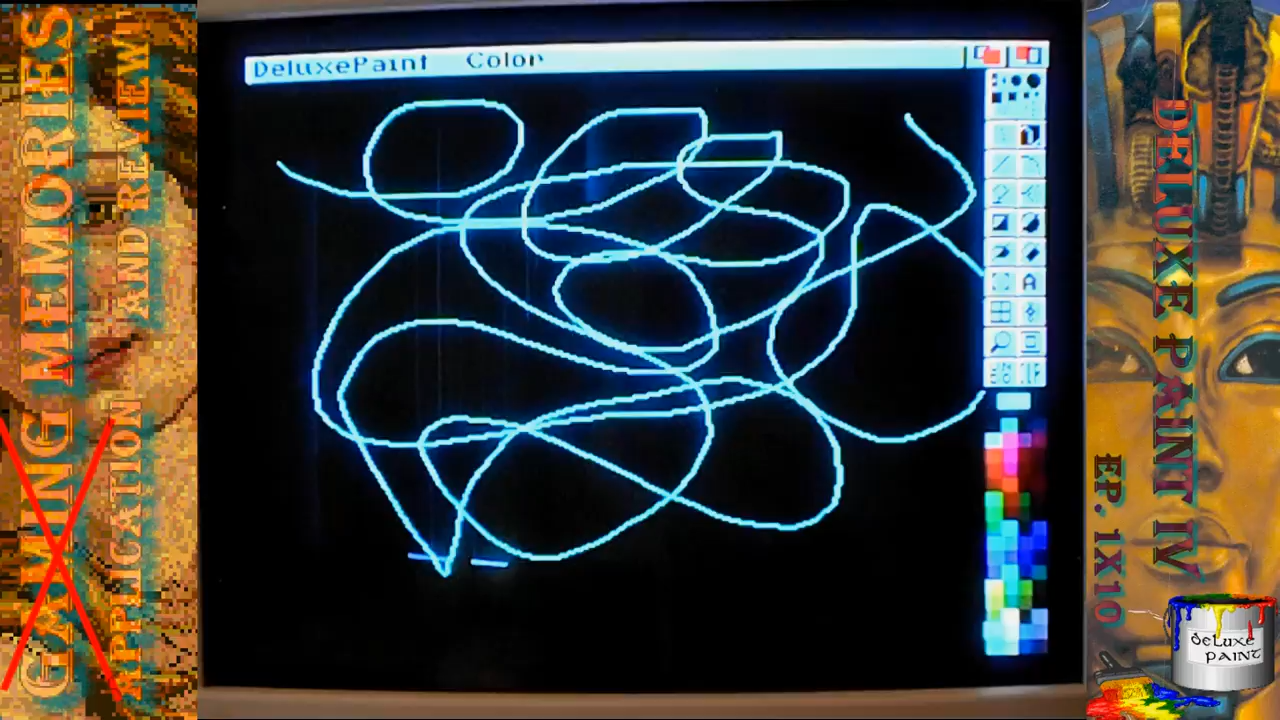 GAMING MEMORIES
AND REVIEW!
APPLICATION
DeluxePaint Color
A
DELUXE PAINT IV
EP. 1X10
DELUXE
PAINT